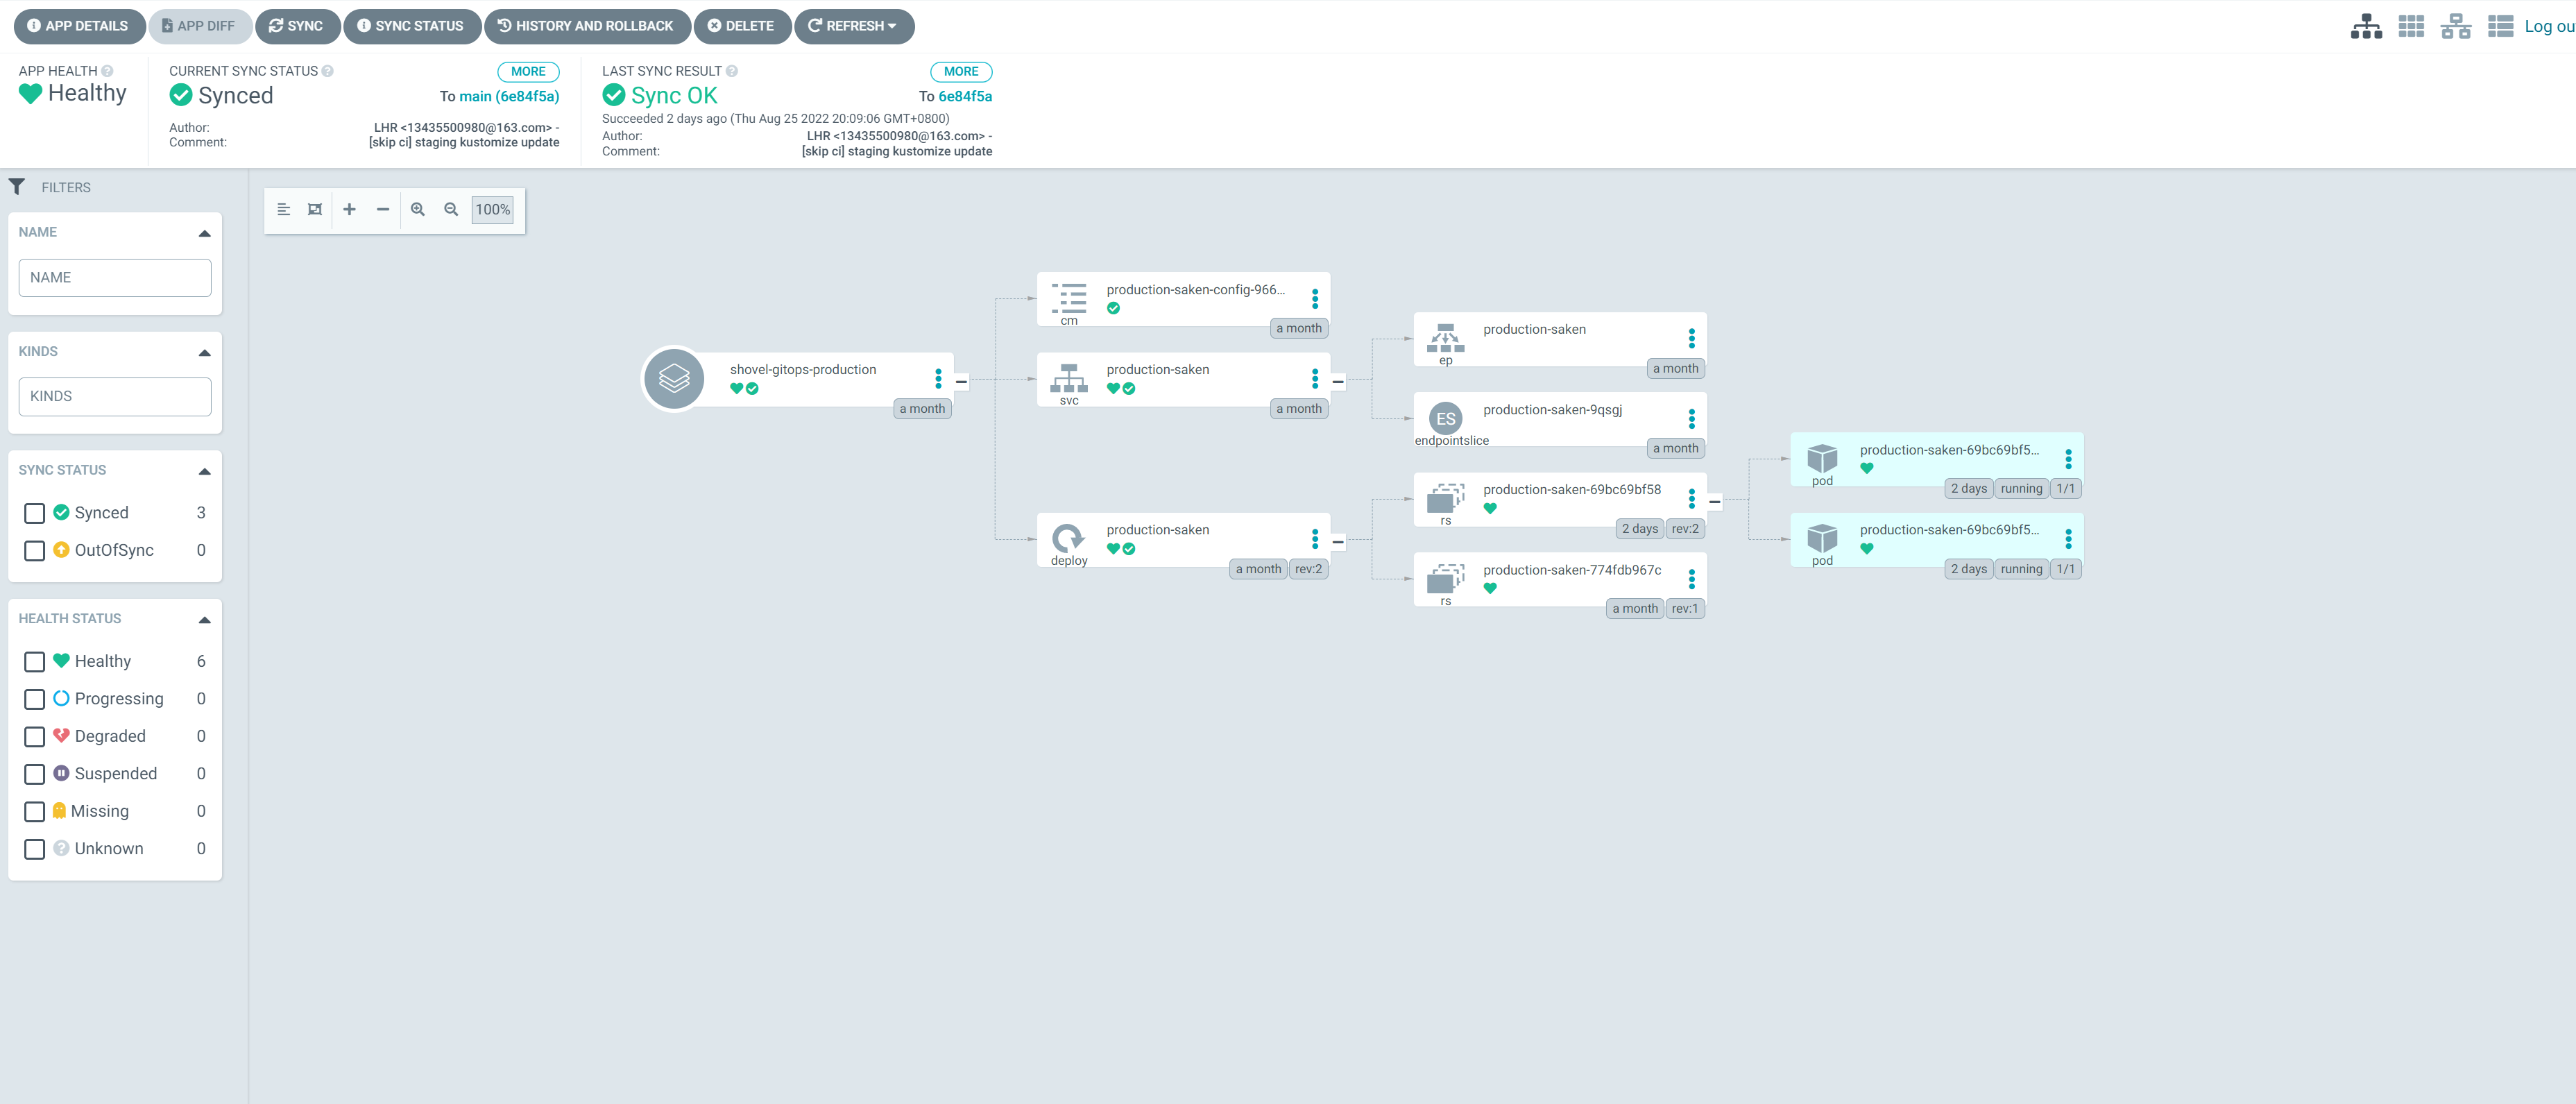 APP DETAILS APP DIFF SYNC SYNC STATUS HISTORY AND ROLLBACK DELETE REFRESH Log ou
APP HEALTH
Healthy
CURRENT SYNC STATUS MORE
Synced To main (6e84f5a)
Author: LHR <13435500980@163.com> -
Comment: [skip ci] staging kustomize update
LAST SYNC RESULT MORE
Sync OK To 6e84f5a
Succeeded 2 days ago (Thu Aug 25 2022 20:09:06 GMT+0800)
Author: LHR <13435500980@163.com> -
Comment: [skip ci] staging kustomize update
FILTERS
NAME
NAME
KINDS
KINDS
SYNC STATUS
Synced 3
OutOfSync 0
HEALTH STATUS
Healthy 6
Progressing 0
Degraded 0
Suspended 0
Missing 0
Unknown 0
100%
shovel-gitops-production
a month
production-saken-config-966...
cm
a month
production-saken
svc
a month
production-saken
deploy
a month rev:2
production-saken
ep
a month
ES
production-saken-9qsgj
endpointslice
a month
production-saken-69bc69bf58
rs
2 days rev:2
production-saken-774fdb967c
rs
a month rev:1
production-saken-69bc69bf5...
pod
2 days running 1/1
production-saken-69bc69bf5...
pod
2 days running 1/1